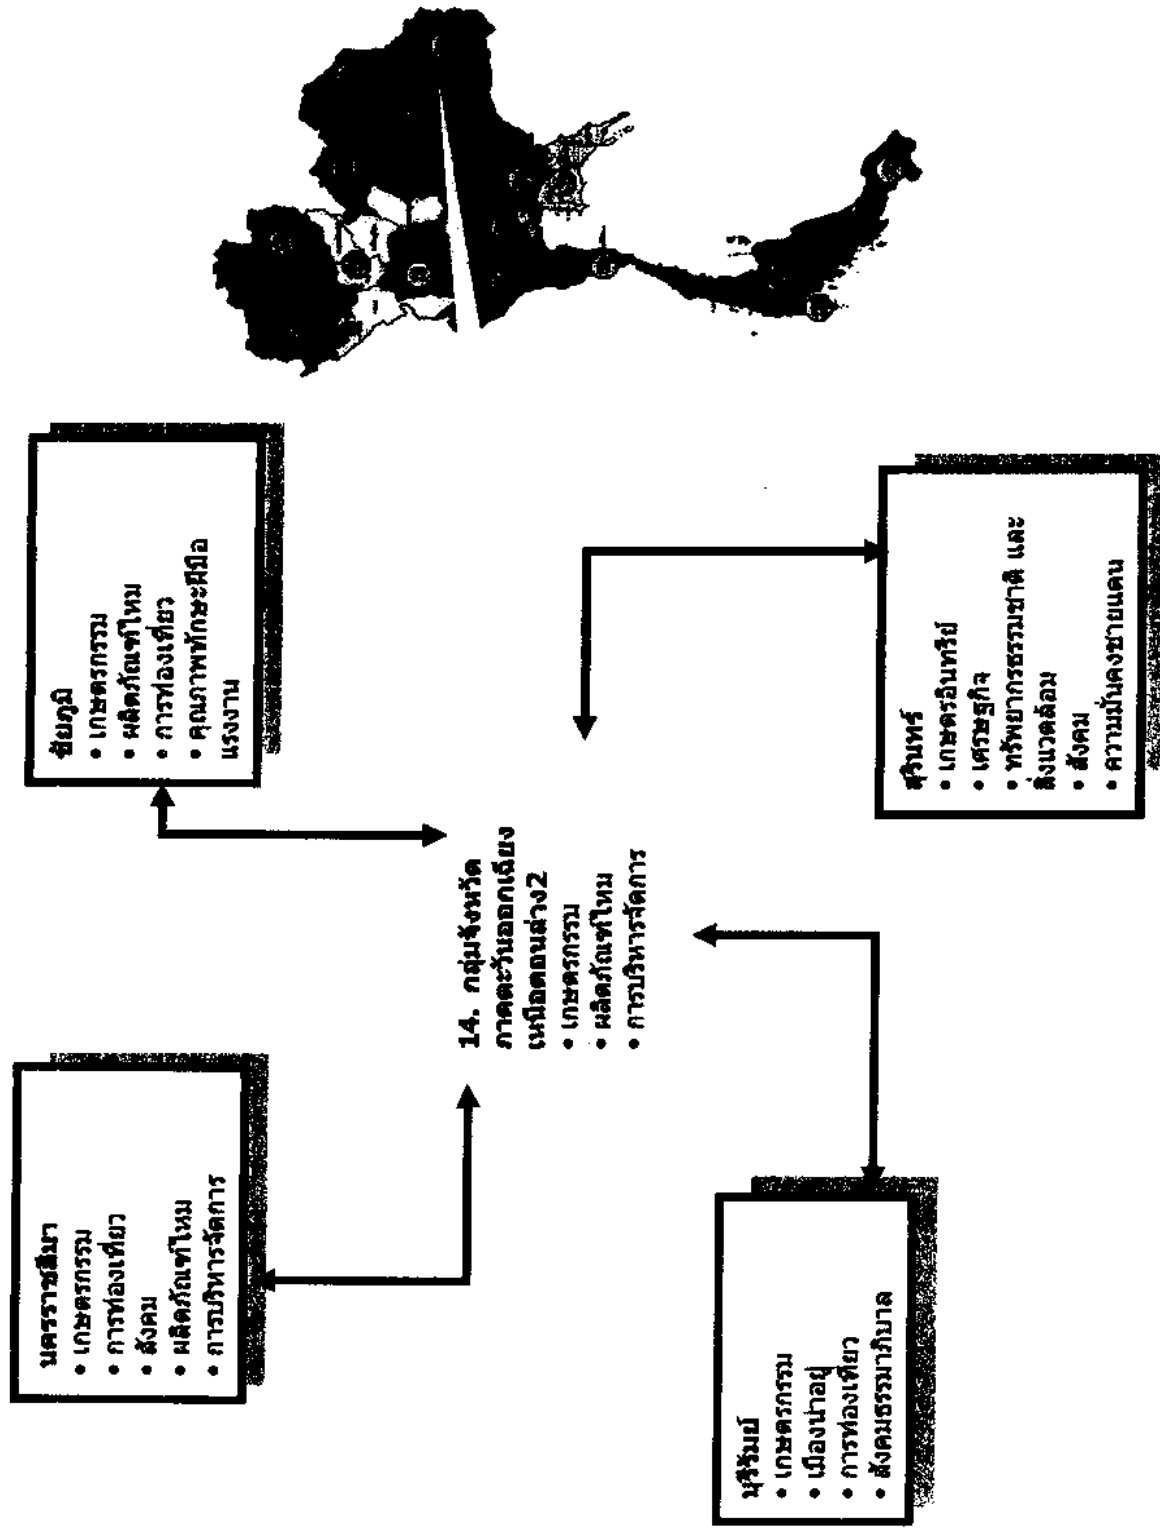 นครราชสีมา
• เกษตรกรรม
• การท่องเที่ยว
• สังคม
• ผลิตภัณฑ์ไหม
• การบริหารจัดการ
ชัยภูมิ
• เกษตรกรรม
• ผลิตภัณฑ์ไหม
• การท่องเที่ยว
• คุณภาพทักษะฝีมือ
แรงงาน
14. กลุ่มจังหวัด
ภาคตะวันออกเฉียง
เหนือตอนล่าง2
• เกษตรกรรม
• ผลิตภัณฑ์ไหม
• การบริหารจัดการ
บุรีรัมย์
• เกษตรกรรม
• เมืองน่าอยู่
• การท่องเที่ยว
• สังคมธรรมาภิบาล
สุรินทร์
• เกษตรอินทรีย์
• เศรษฐกิจ
• ทรัพยากรธรรมชาติ และ
สิ่งแวดล้อม
• สังคม
• ความมั่นคงชายแดน